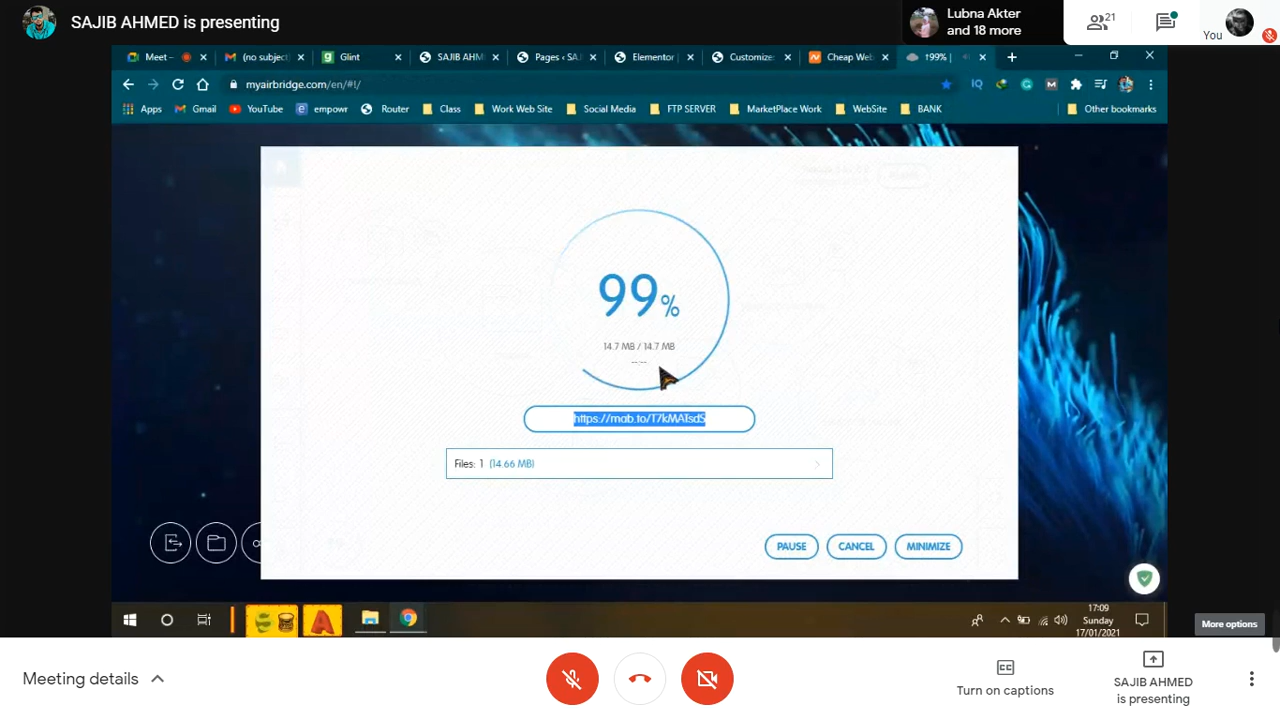 SAJIB AHMED is presenting
Lubna Akter
and 18 more
21
You
Meet –
(no subject)
Glint
SAJIB AHM
Pages ‹ SA
Elementor
Customize:
Cheap Web
↑99% |
myairbridge.com/en/#!/
Apps
Gmail
YouTube
empowr
Router
Class
Work Web Site
Social Media
FTP SERVER
MarketPlace Work
WebSite
BANK
Other bookmarks
99%
14.7 MB / 14.7 MB
--:--
https://mab.to/T7kMATsdS
Files: 1 (14.66 MB)
PAUSE
CANCEL
MINIMIZE
17:09
Sunday
17/01/2021
More options
Meeting details
Turn on captions
SAJIB AHMED
is presenting